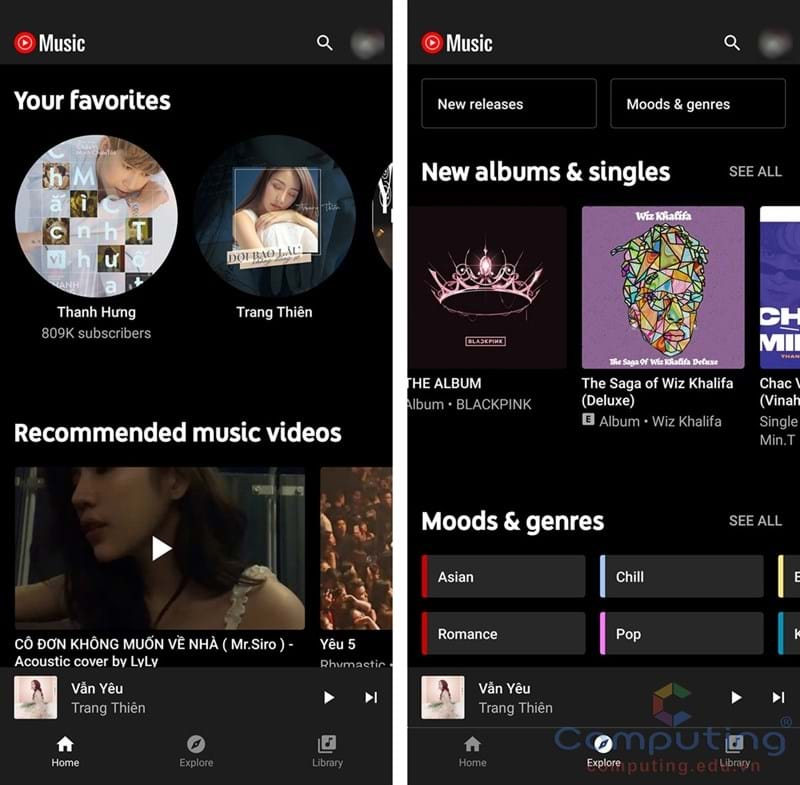 Music
Your favorites
Thanh Hưng
809K subscribers
Trang Thiên
Recommended music videos
CÔ ĐƠN KHÔNG MUỐN VỀ NHÀ ( Mr.Siro ) -
Acoustic cover by LyLy
Yêu 5
Rhymastic •
Vẫn Yêu
Trang Thiên
Home
Explore
Library
Music
New releases
Moods & genres
New albums & singles
SEE ALL
BLACKPINK
Wiz Khalifa
The Saga Of Wiz Khalifa Deluxe
THE ALBUM
Album • BLACKPINK
The Saga of Wiz Khalifa
(Deluxe)
E Album • Wiz Khalifa
Chac V
(Vinah
Single
Min.T
Moods & genres
SEE ALL
Asian
Chill
Romance
Pop
Vẫn Yêu
Trang Thiên
Computing®
computing.edu.vn
Home
Explore
Library